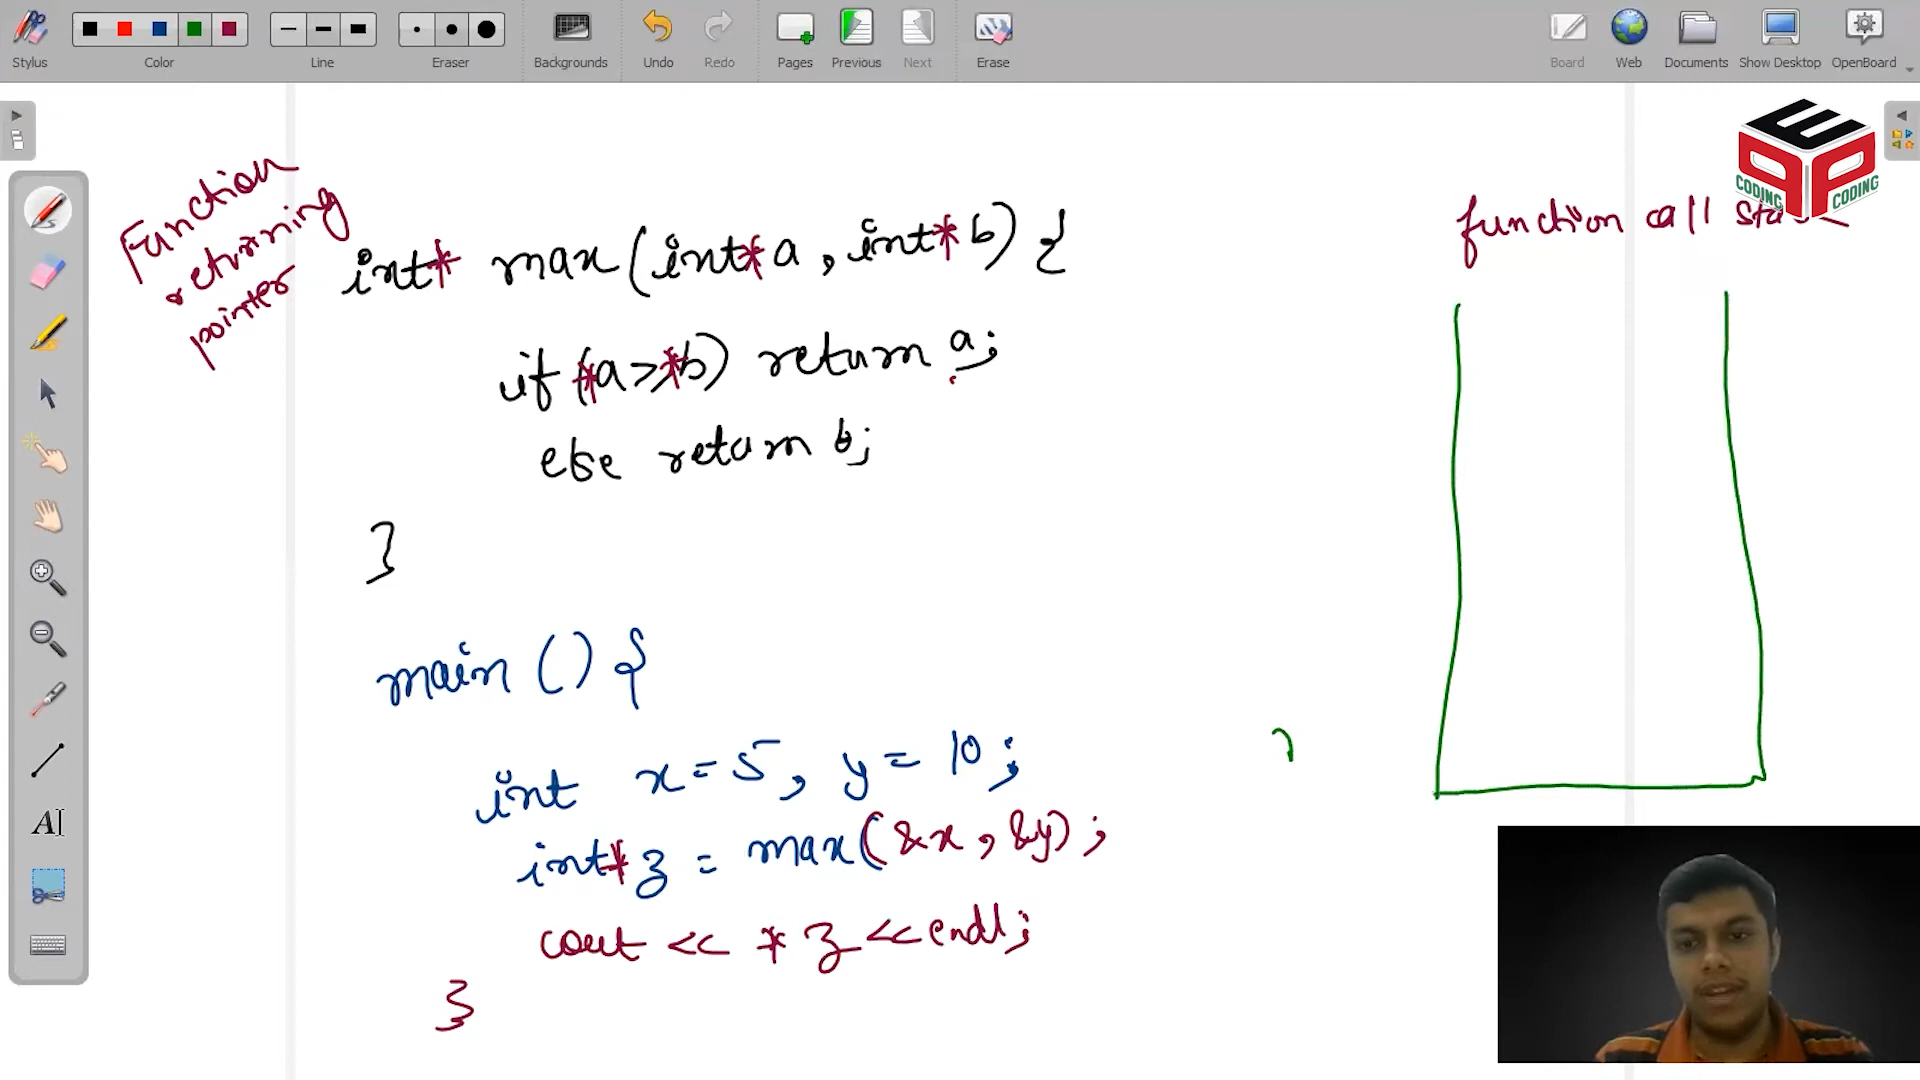 Stylus
Color
Line
Eraser
Backgrounds
Undo
Redo
Pages
Previous
Next
Erase
Board
Web
Documents
Show Desktop
OpenBoard
CODING
CODING
Function
returning
pointer
function call
int* max(int*a, int*b) {
if (*a>*b) return a;
else return b;
}
main () {
int x=5, y=10;
int* z = max(&x, &y);
cout << *z << endl;
}